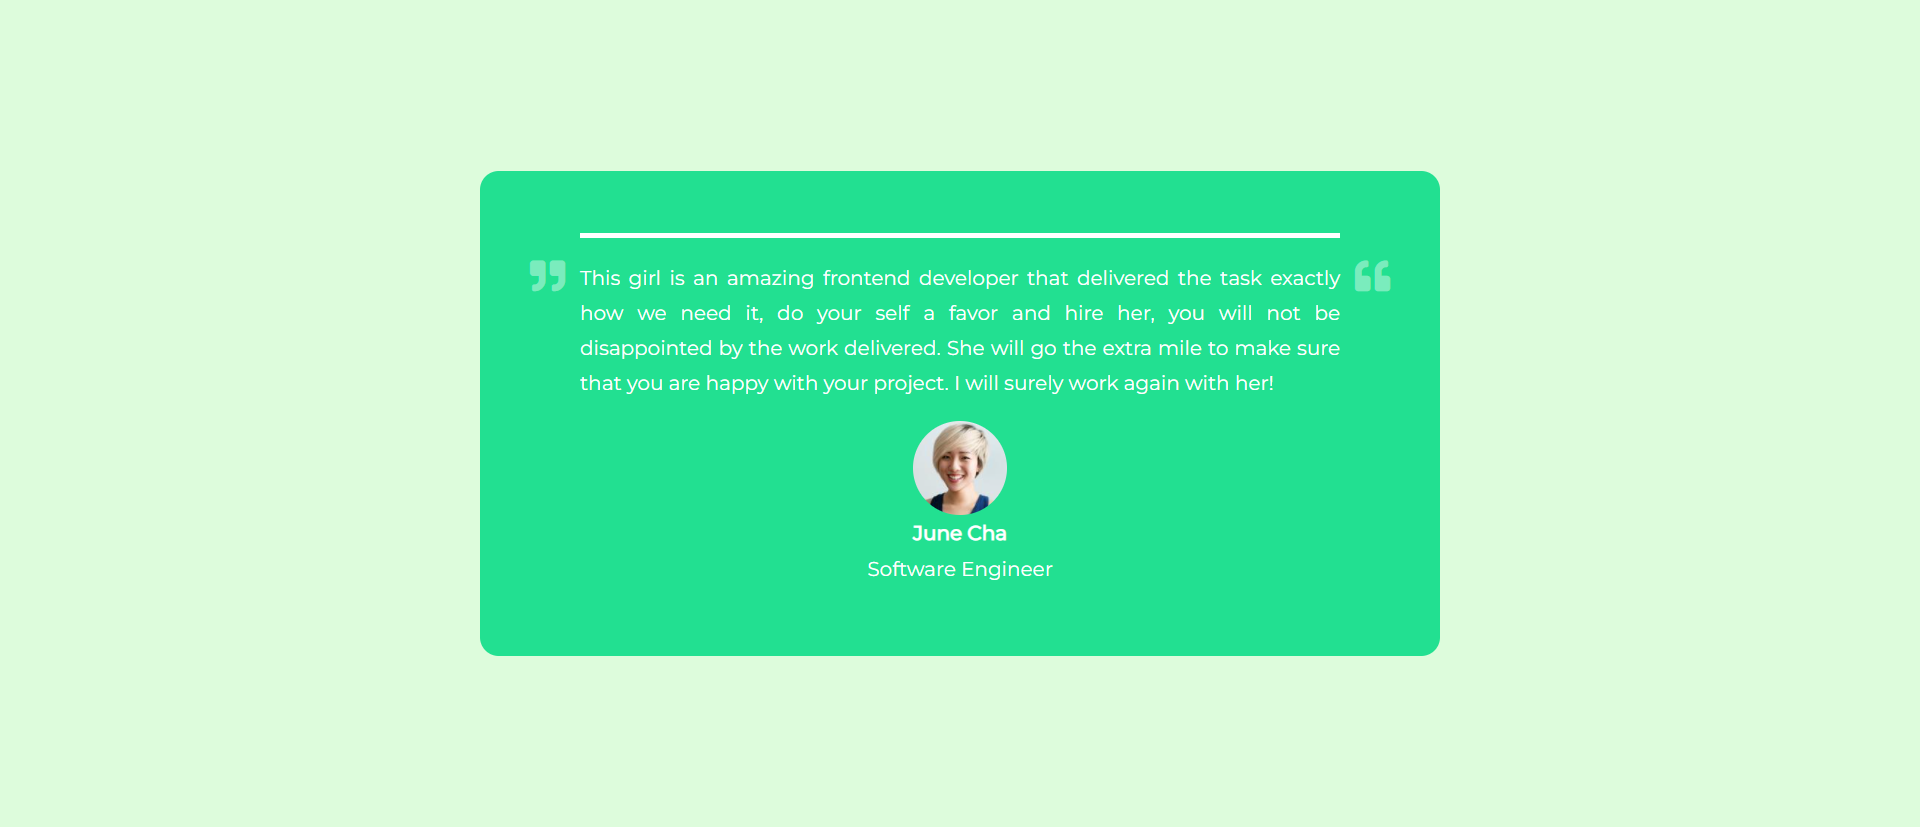 This girl is an amazing frontend developer that delivered the task exactly
how we need it, do your self a favor and hire her, you will not be
disappointed by the work delivered. She will go the extra mile to make sure
that you are happy with your project. I will surely work again with her!
June Cha
Software Engineer